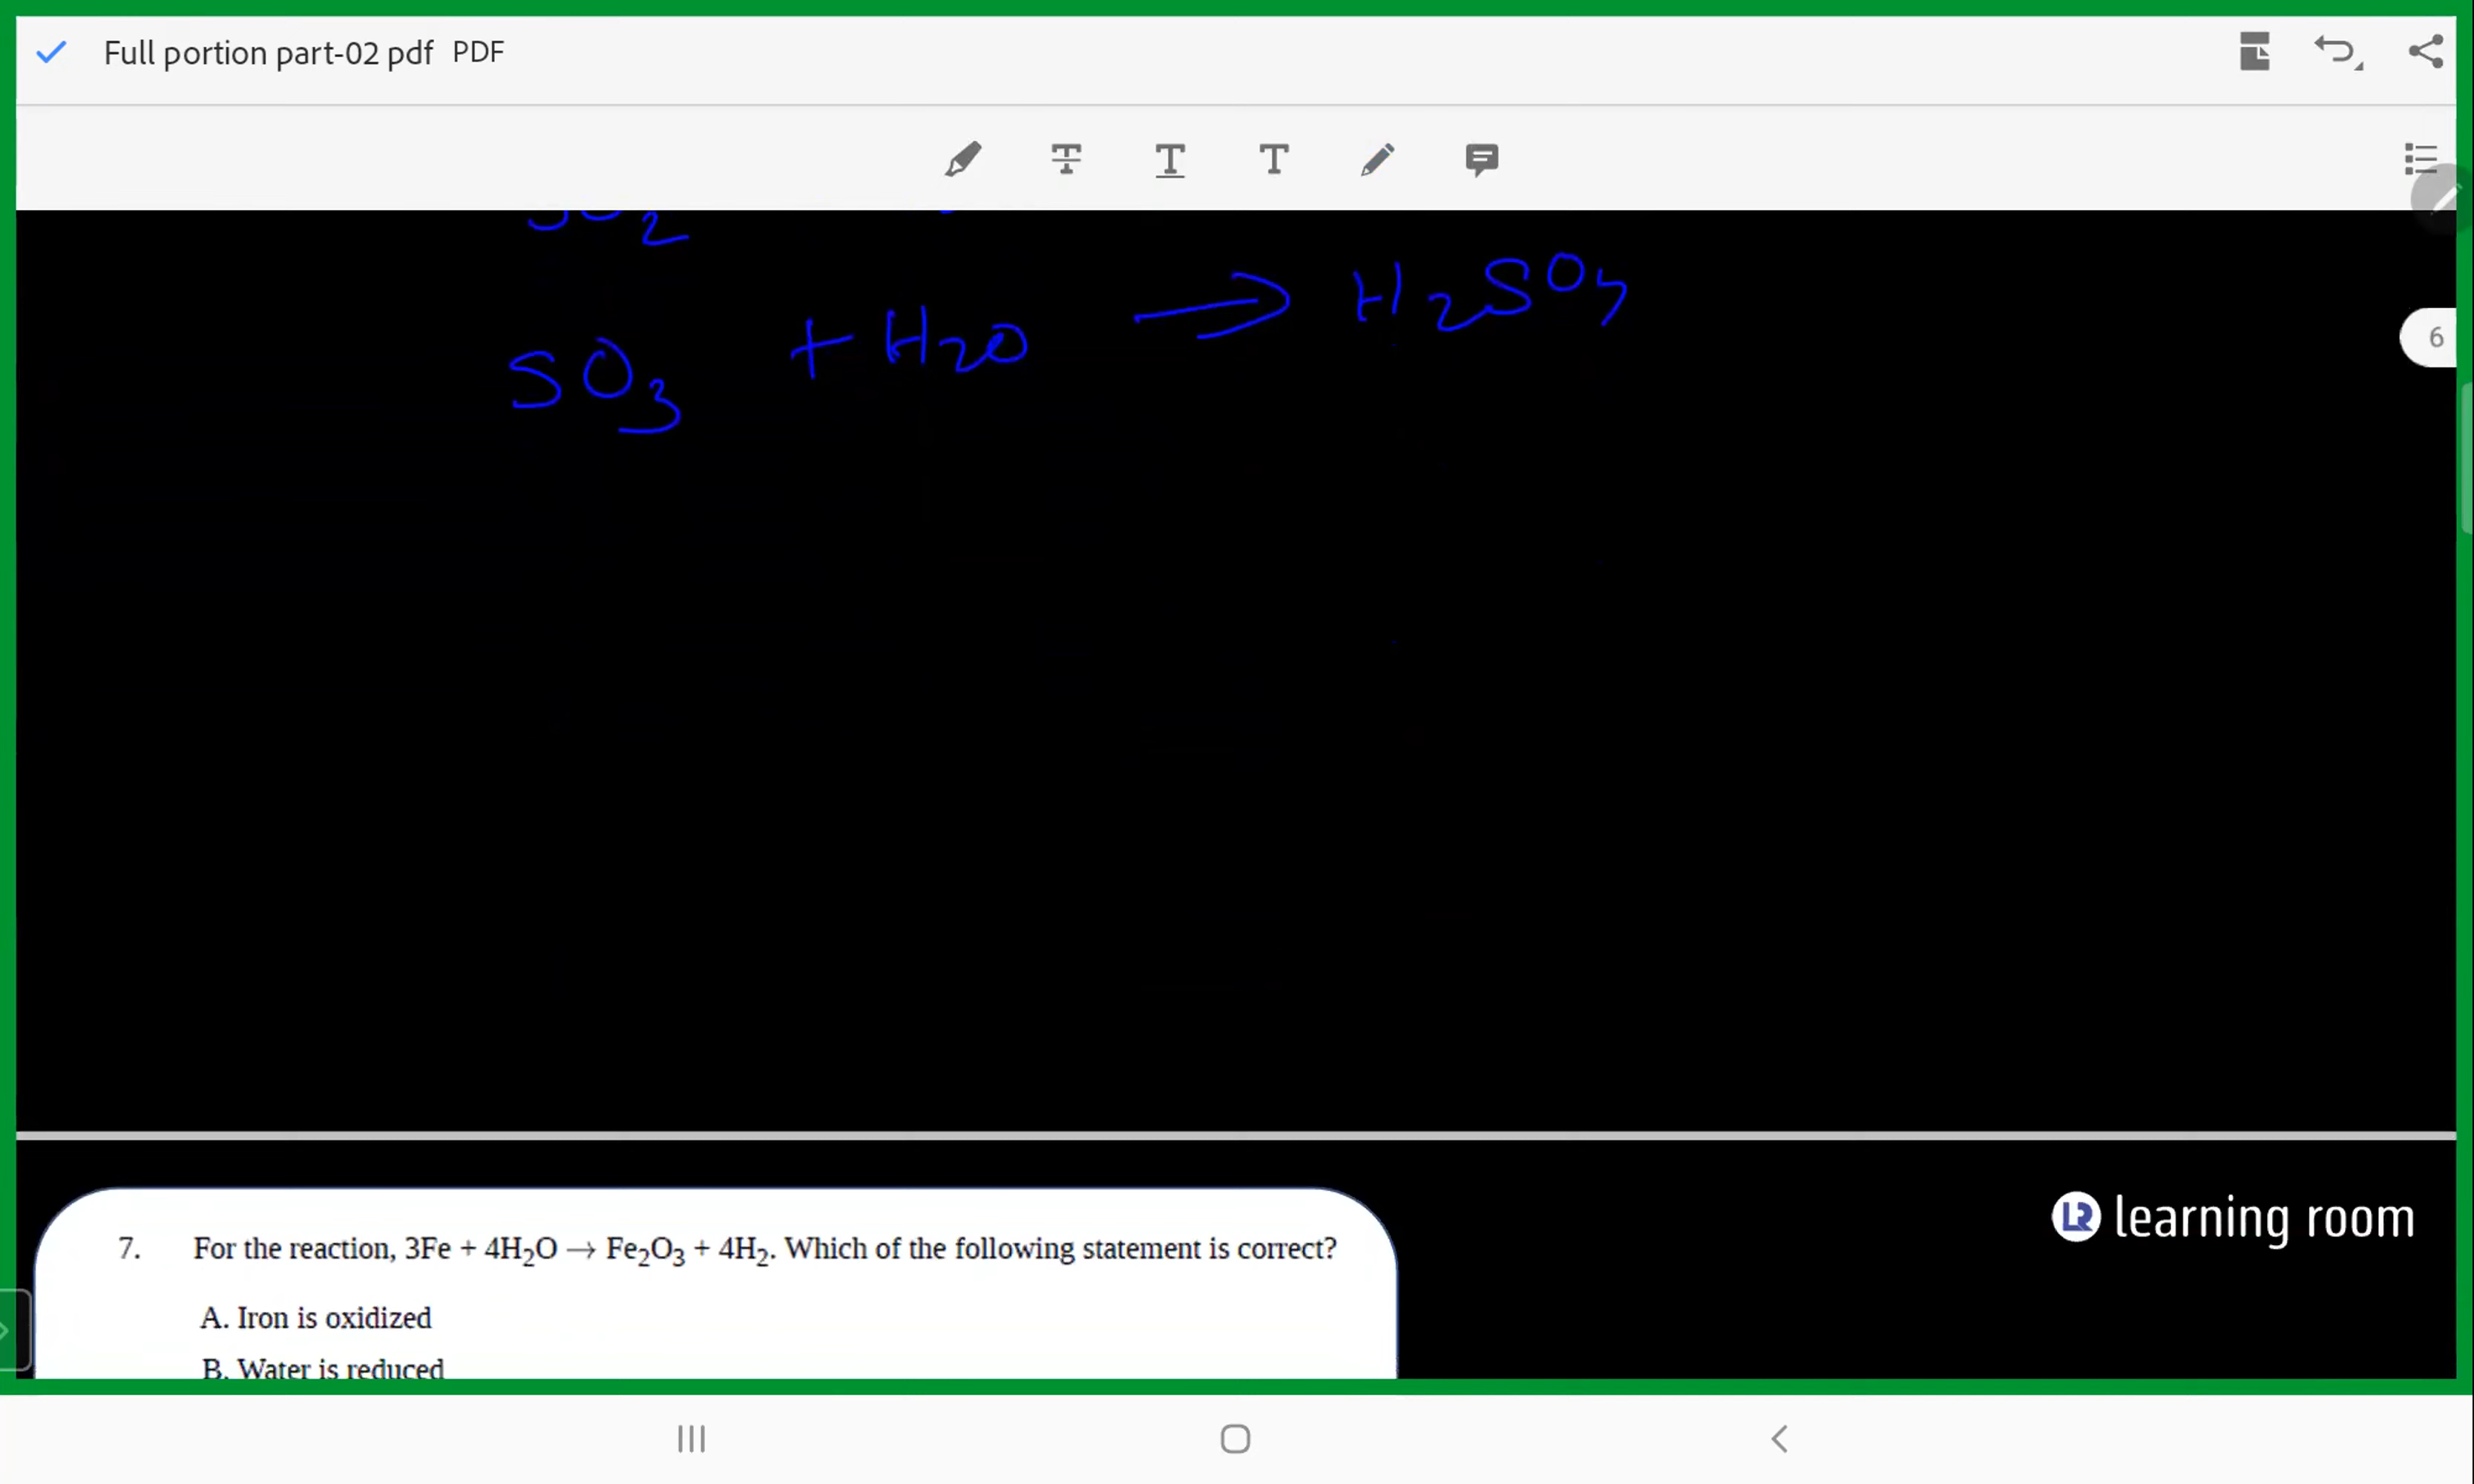 Full portion part-02 pdf PDF
SO2
SO3 + H2O → H2SO4
6
learning room
7. For the reaction, 3Fe + 4H₂O → Fe₂O₃ + 4H₂. Which of the following statement is correct?
A. Iron is oxidized
B. Water is reduced